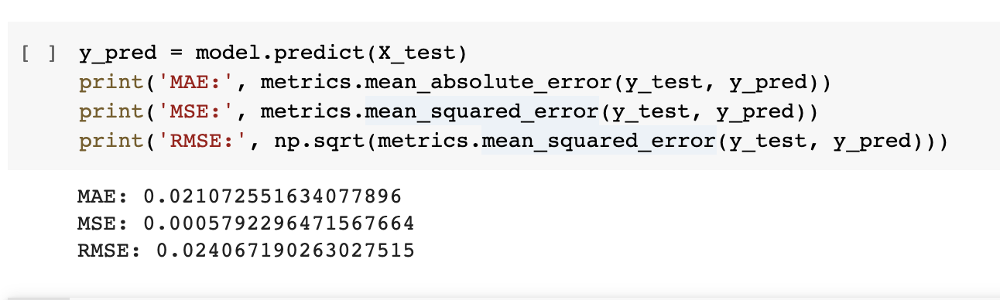 [ ] y_pred = model.predict(X_test)
print('MAE:', metrics.mean_absolute_error(y_test, y_pred))
print('MSE:', metrics.mean_squared_error(y_test, y_pred))
print('RMSE:', np.sqrt(metrics.mean_squared_error(y_test, y_pred)))
MAE: 0.021072551634077896
MSE: 0.0005792296471567664
RMSE: 0.024067190263027515